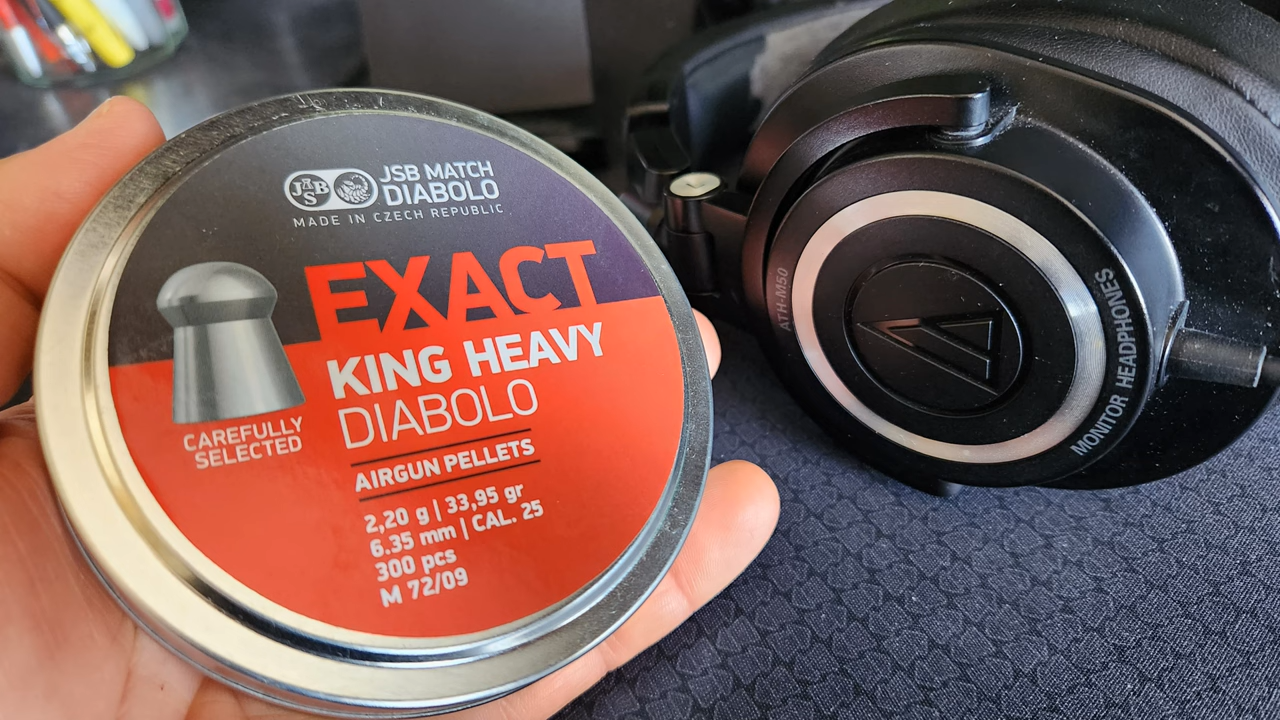 JSB
JSB MATCH
DIABOLO
MADE IN CZECH REPUBLIC
EXACT
KING HEAVY
DIABOLO
AIRGUN PELLETS
2,20 g | 33,95 gr
6.35 mm | CAL. 25
300 pcs
M 72/09
CAREFULLY
SELECTED
L
ATH-M50
MONITOR HEADPHONES